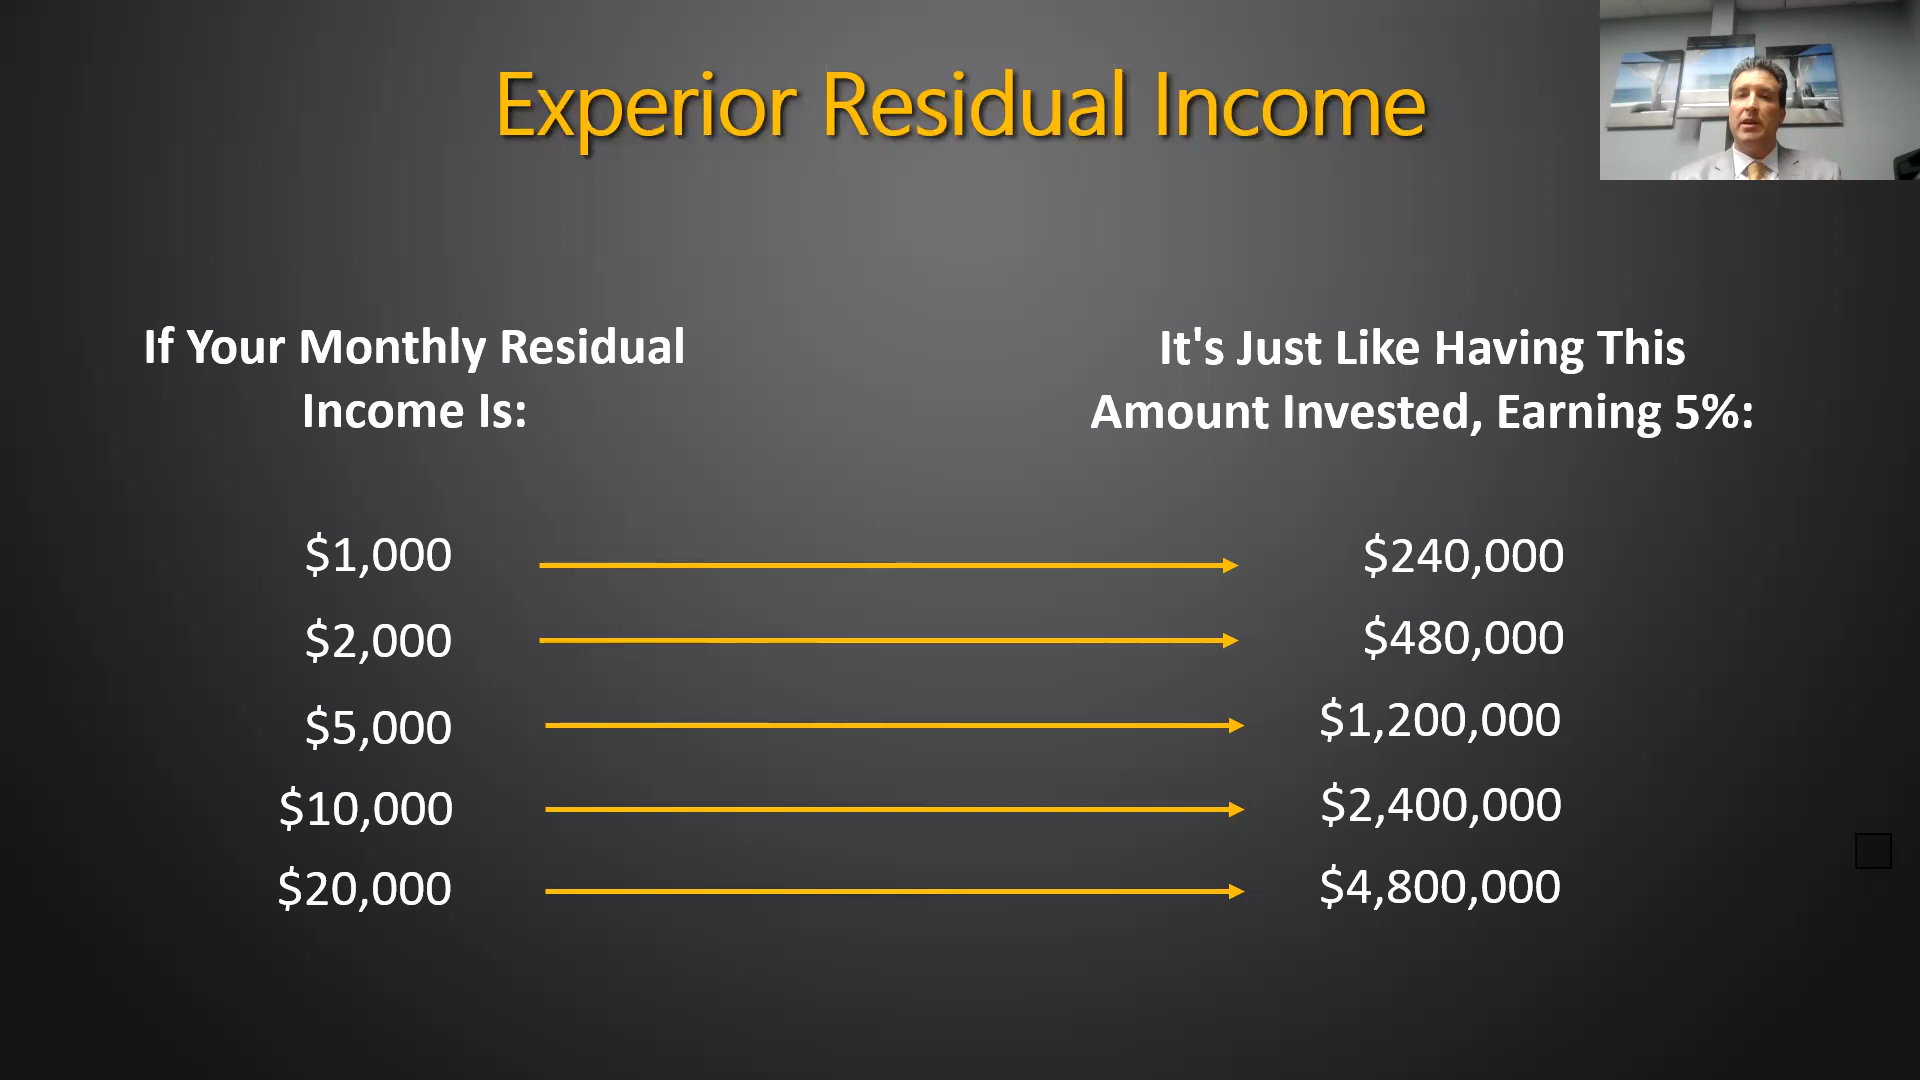 Experior Residual Income
If Your Monthly Residual
Income Is:
It's Just Like Having This
Amount Invested, Earning 5%:
$1,000
$240,000
$2,000
$480,000
$5,000
$1,200,000
$10,000
$2,400,000
$20,000
$4,800,000